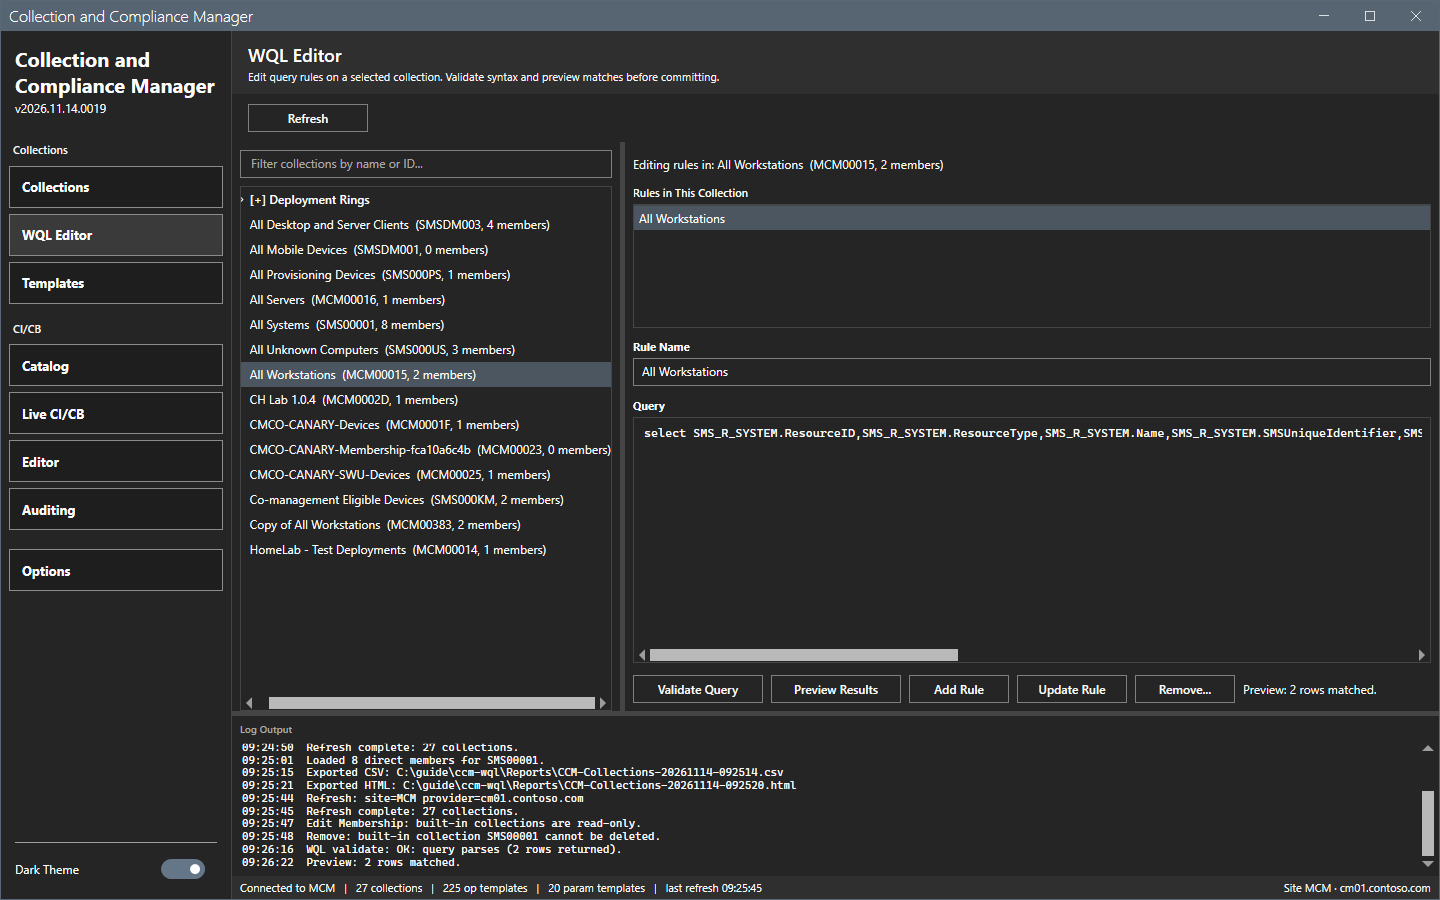 Collection and Compliance Manager
Collection and
Compliance Manager
v2026.11.14.0019
Collections
Collections
WQL Editor
Templates
CI/CB
Catalog
Live CI/CB
Editor
Auditing
Options
Dark Theme
WQL Editor
Edit query rules on a selected collection. Validate syntax and preview matches before committing.
Refresh
Filter collections by name or ID...
[+] Deployment Rings
All Desktop and Server Clients (SMSDM003, 4 members)
All Mobile Devices (SMSDM001, 0 members)
All Provisioning Devices (SMS000PS, 1 members)
All Servers (MCM00016, 1 members)
All Systems (SMS00001, 8 members)
All Unknown Computers (SMS000US, 3 members)
All Workstations (MCM00015, 2 members)
CH Lab 1.0.4 (MCM0002D, 1 members)
CMCO-CANARY-Devices (MCM0001F, 1 members)
CMCO-CANARY-Membership-fca10a6c4b (MCM00023, 0 members)
CMCO-CANARY-SWU-Devices (MCM00025, 1 members)
Co-management Eligible Devices (SMS000KM, 2 members)
Copy of All Workstations (MCM00383, 2 members)
HomeLab - Test Deployments (MCM00014, 1 members)
Editing rules in: All Workstations (MCM00015, 2 members)
Rules in This Collection
All Workstations
Rule Name
All Workstations
Query
select SMS_R_SYSTEM.ResourceID,SMS_R_SYSTEM.ResourceType,SMS_R_SYSTEM.Name,SMS_R_SYSTEM.SMSUniqueIdentifier,SMS
Validate Query
Preview Results
Add Rule
Update Rule
Remove...
Preview: 2 rows matched.
Log Output
09:24:50 Refresh complete: 27 collections.
09:25:01 Loaded 8 direct members for SMS00001.
09:25:15 Exported CSV: C:\guide\ccm-wql\Reports\CCM-Collections-20261114-092514.csv
09:25:21 Exported HTML: C:\guide\ccm-wql\Reports\CCM-Collections-20261114-092520.html
09:25:44 Refresh: site=MCM provider=cm01.contoso.com
09:25:45 Refresh complete: 27 collections.
09:25:47 Edit Membership: built-in collections are read-only.
09:25:48 Remove: built-in collection SMS00001 cannot be deleted.
09:26:16 WQL validate: OK: query parses (2 rows returned).
09:26:22 Preview: 2 rows matched.
Connected to MCM | 27 collections | 225 op templates | 20 param templates | last refresh 09:25:45
Site MCM · cm01.contoso.com